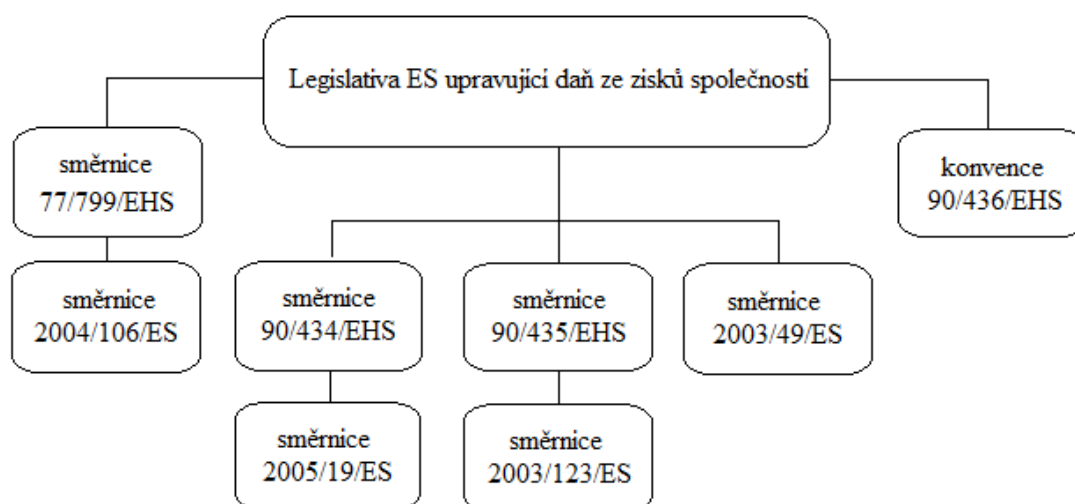 Legislativa ES upravující daň ze zisků společností
směrnice
77/799/EHS
konvence
90/436/EHS
směrnice
2004/106/ES
směrnice
90/434/EHS
směrnice
90/435/EHS
směrnice
2003/49/ES
směrnice
2005/19/ES
směrnice
2003/123/ES